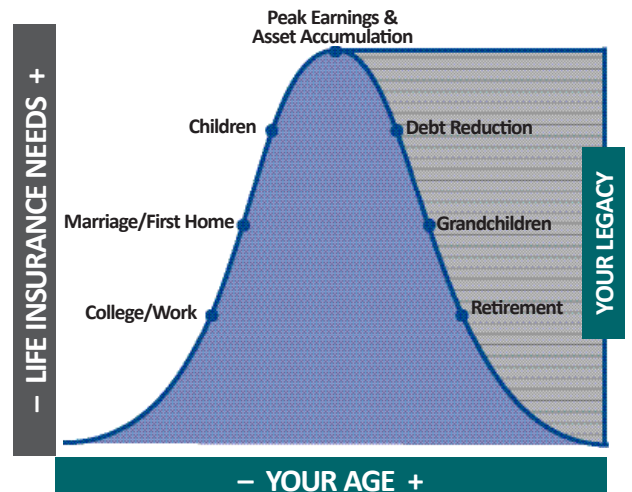 Peak Earnings &
Asset Accumulation
Children
Debt Reduction
Marriage/First Home
Grandchildren
College/Work
Retirement
– LIFE INSURANCE NEEDS +
YOUR LEGACY
– YOUR AGE +